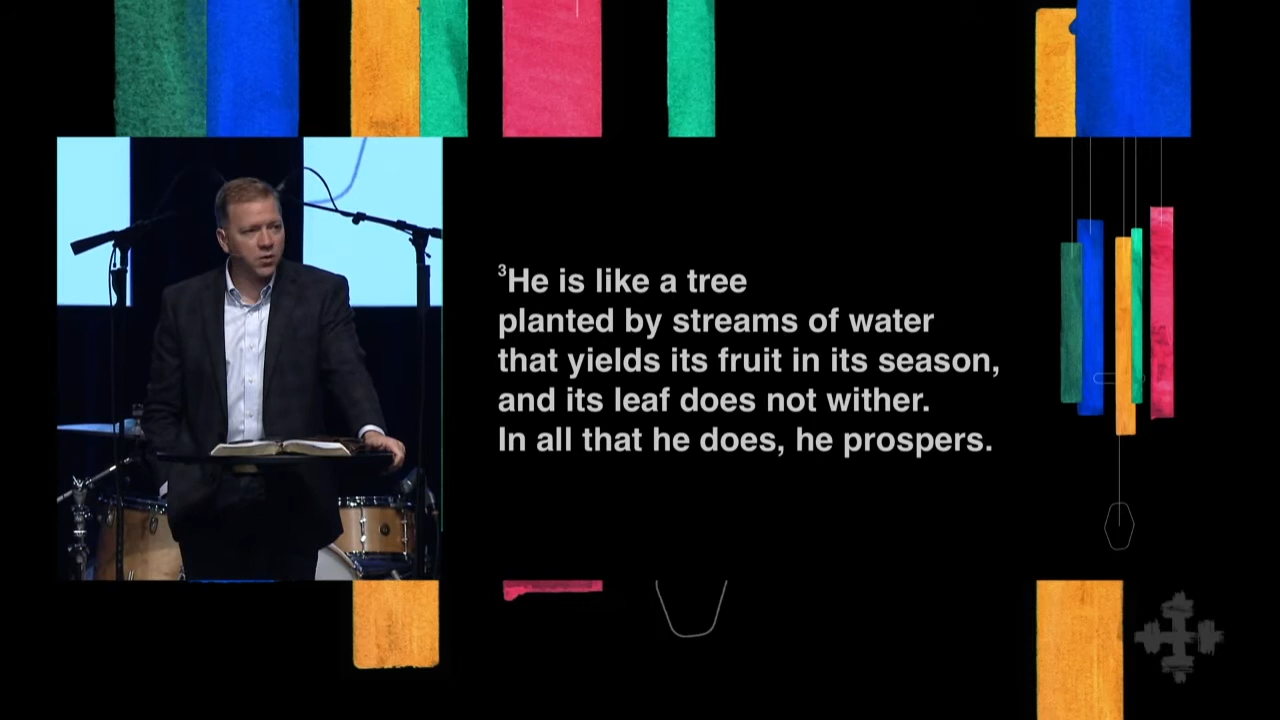 ³He is like a tree
planted by streams of water
that yields its fruit in its season,
and its leaf does not wither.
In all that he does, he prospers.